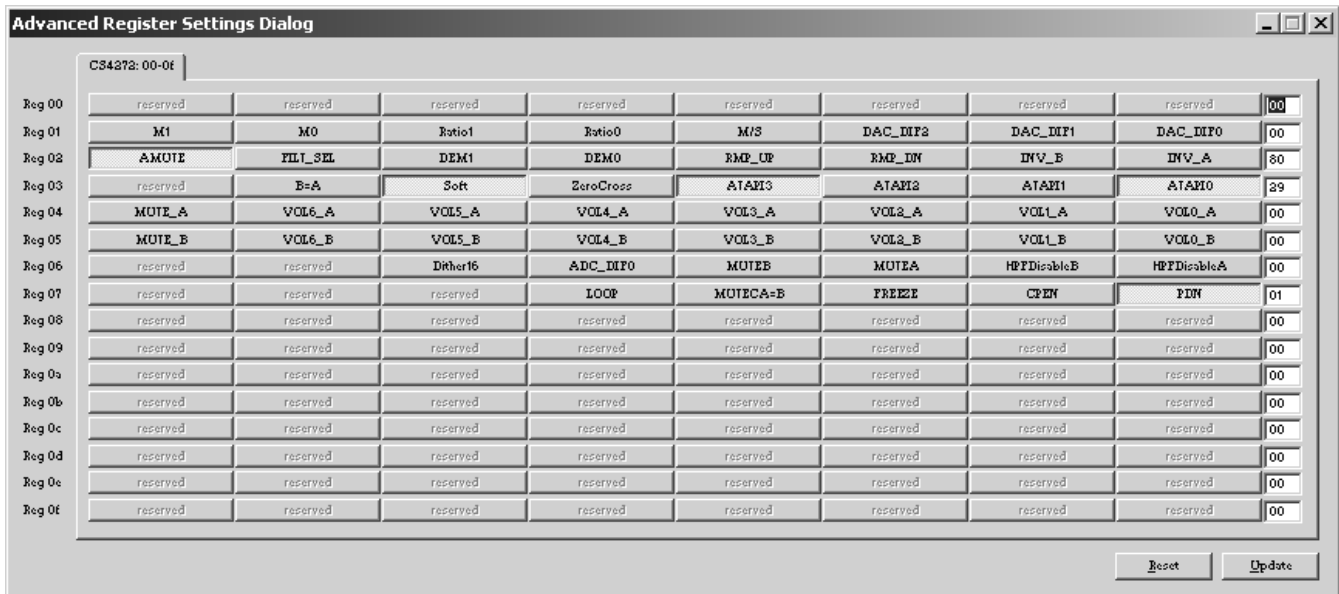 Advanced Register Settings Dialog
CS4272: 00-0f
Reg 00 reserved reserved reserved reserved reserved reserved reserved reserved 00
Reg 01 M1 M0 Ratio1 Ratio0 M/S DAC_DIF2 DAC_DIF1 DAC_DIF0 00
Reg 02 AMUTE FILT_SEL DEM1 DEM0 RMP_UP RMP_DN INV_B INV_A 80
Reg 03 reserved B=A Soft ZeroCross ATAPI3 ATAPI2 ATAPI1 ATAPI0 29
Reg 04 MUTE_A VOL6_A VOL5_A VOL4_A VOL3_A VOL2_A VOL1_A VOL0_A 00
Reg 05 MUTE_B VOL6_B VOL5_B VOL4_B VOL3_B VOL2_B VOL1_B VOL0_B 00
Reg 06 reserved reserved Dither16 ADC_DIF0 MUTEB MUTEA HPFDisableB HPFDisableA 00
Reg 07 reserved reserved reserved LOOP MUTECA=B FREEZE CPEN PDN 01
Reg 08 reserved reserved reserved reserved reserved reserved reserved reserved 00
Reg 09 reserved reserved reserved reserved reserved reserved reserved reserved 00
Reg 0a reserved reserved reserved reserved reserved reserved reserved reserved 00
Reg 0b reserved reserved reserved reserved reserved reserved reserved reserved 00
Reg 0c reserved reserved reserved reserved reserved reserved reserved reserved 00
Reg 0d reserved reserved reserved reserved reserved reserved reserved reserved 00
Reg 0e reserved reserved reserved reserved reserved reserved reserved reserved 00
Reg 0f reserved reserved reserved reserved reserved reserved reserved reserved 00
Reset Update